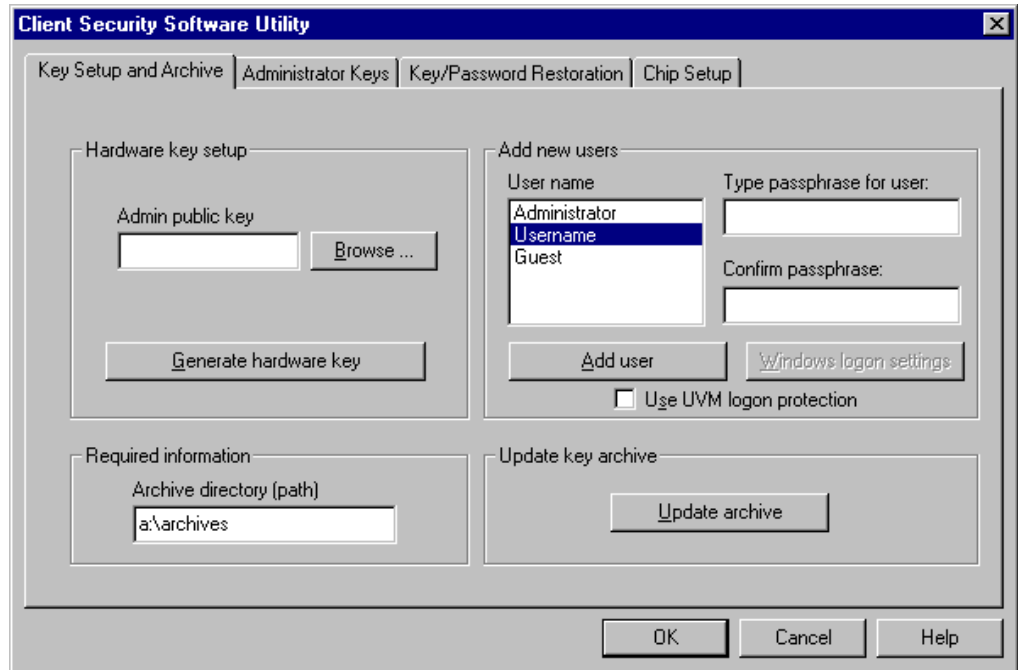 Client Security Software Utility
Key Setup and Archive
Administrator Keys
Key/Password Restoration
Chip Setup
Hardware key setup
Admin public key
Browse ...
Generate hardware key
Add new users
User name
Administrator
Username
Guest
Type passphrase for user:
Confirm passphrase:
Add user
Windows logon settings
Use UVM logon protection
Required information
Archive directory (path)
a:\archives
Update key archive
Update archive
OK
Cancel
Help